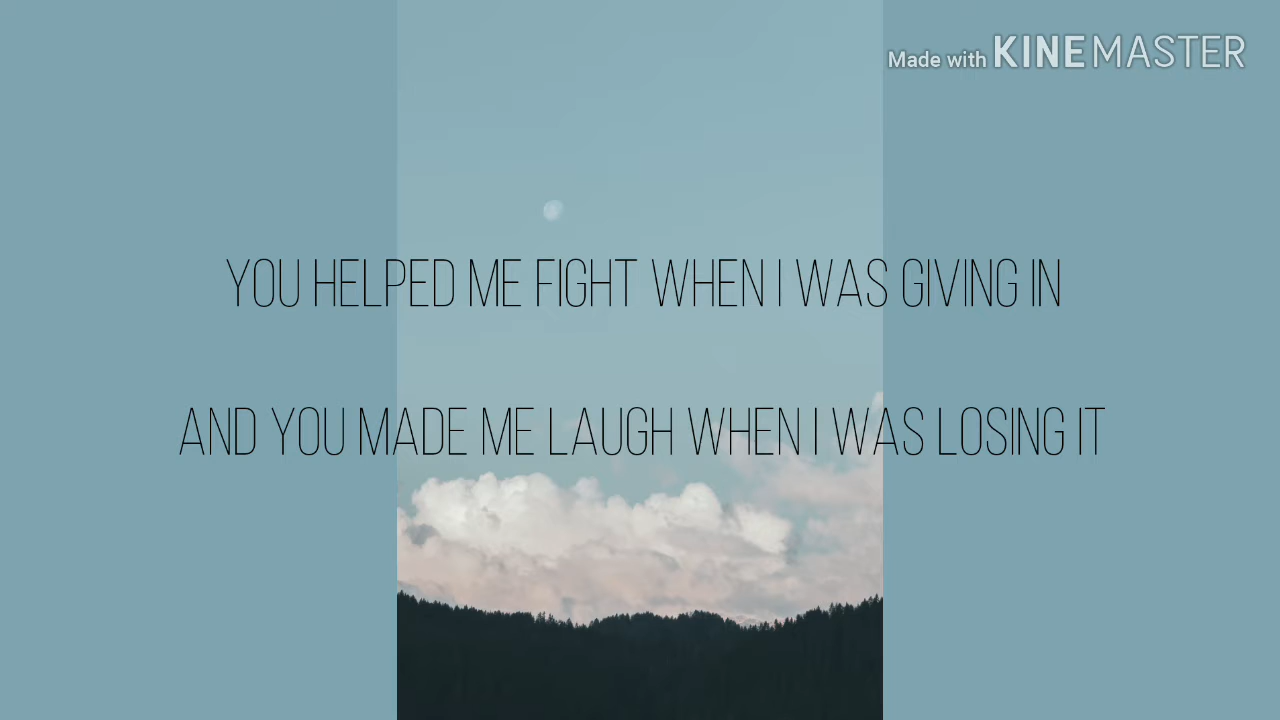 Made with KINEMASTER
YOU HELPED ME FIGHT WHEN I WAS GIVING IN
AND YOU MADE ME LAUGH WHEN I WAS LOSING IT